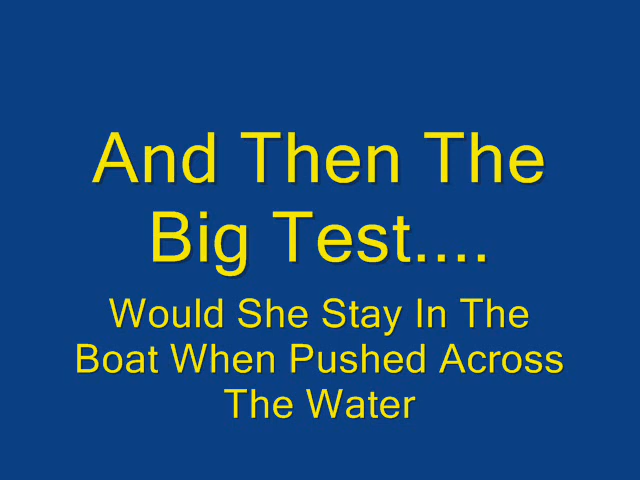 And Then The
Big Test....
Would She Stay In The
Boat When Pushed Across
The Water